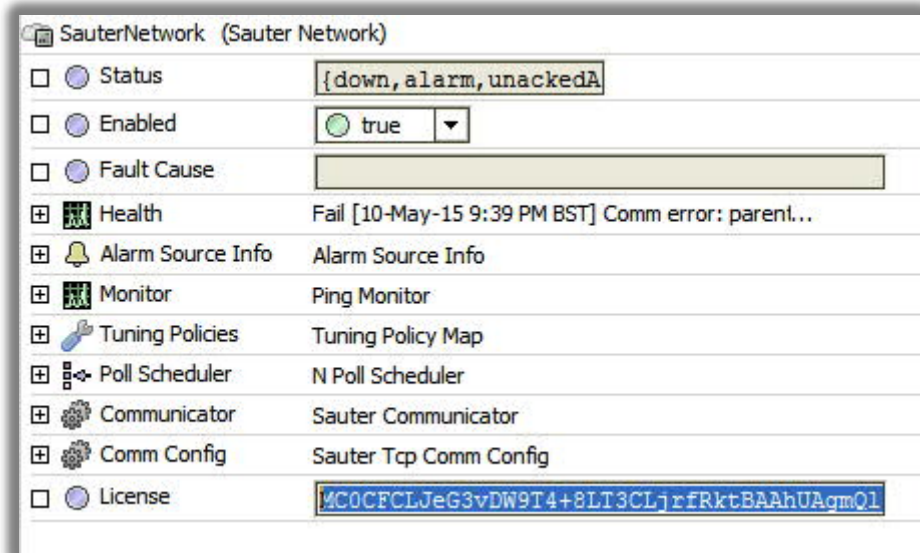 SauterNetwork (Sauter Network)
Status {down,alarm,unackedA
Enabled true
Fault Cause
Health Fail [10-May-15 9:39 PM BST] Comm error: parent...
Alarm Source Info Alarm Source Info
Monitor Ping Monitor
Tuning Policies Tuning Policy Map
Poll Scheduler N Poll Scheduler
Communicator Sauter Communicator
Comm Config Sauter Tcp Comm Config
License MC0CFCLJeG3vDW9T4+8LT3CLjrfRktBAAhUAgmQl